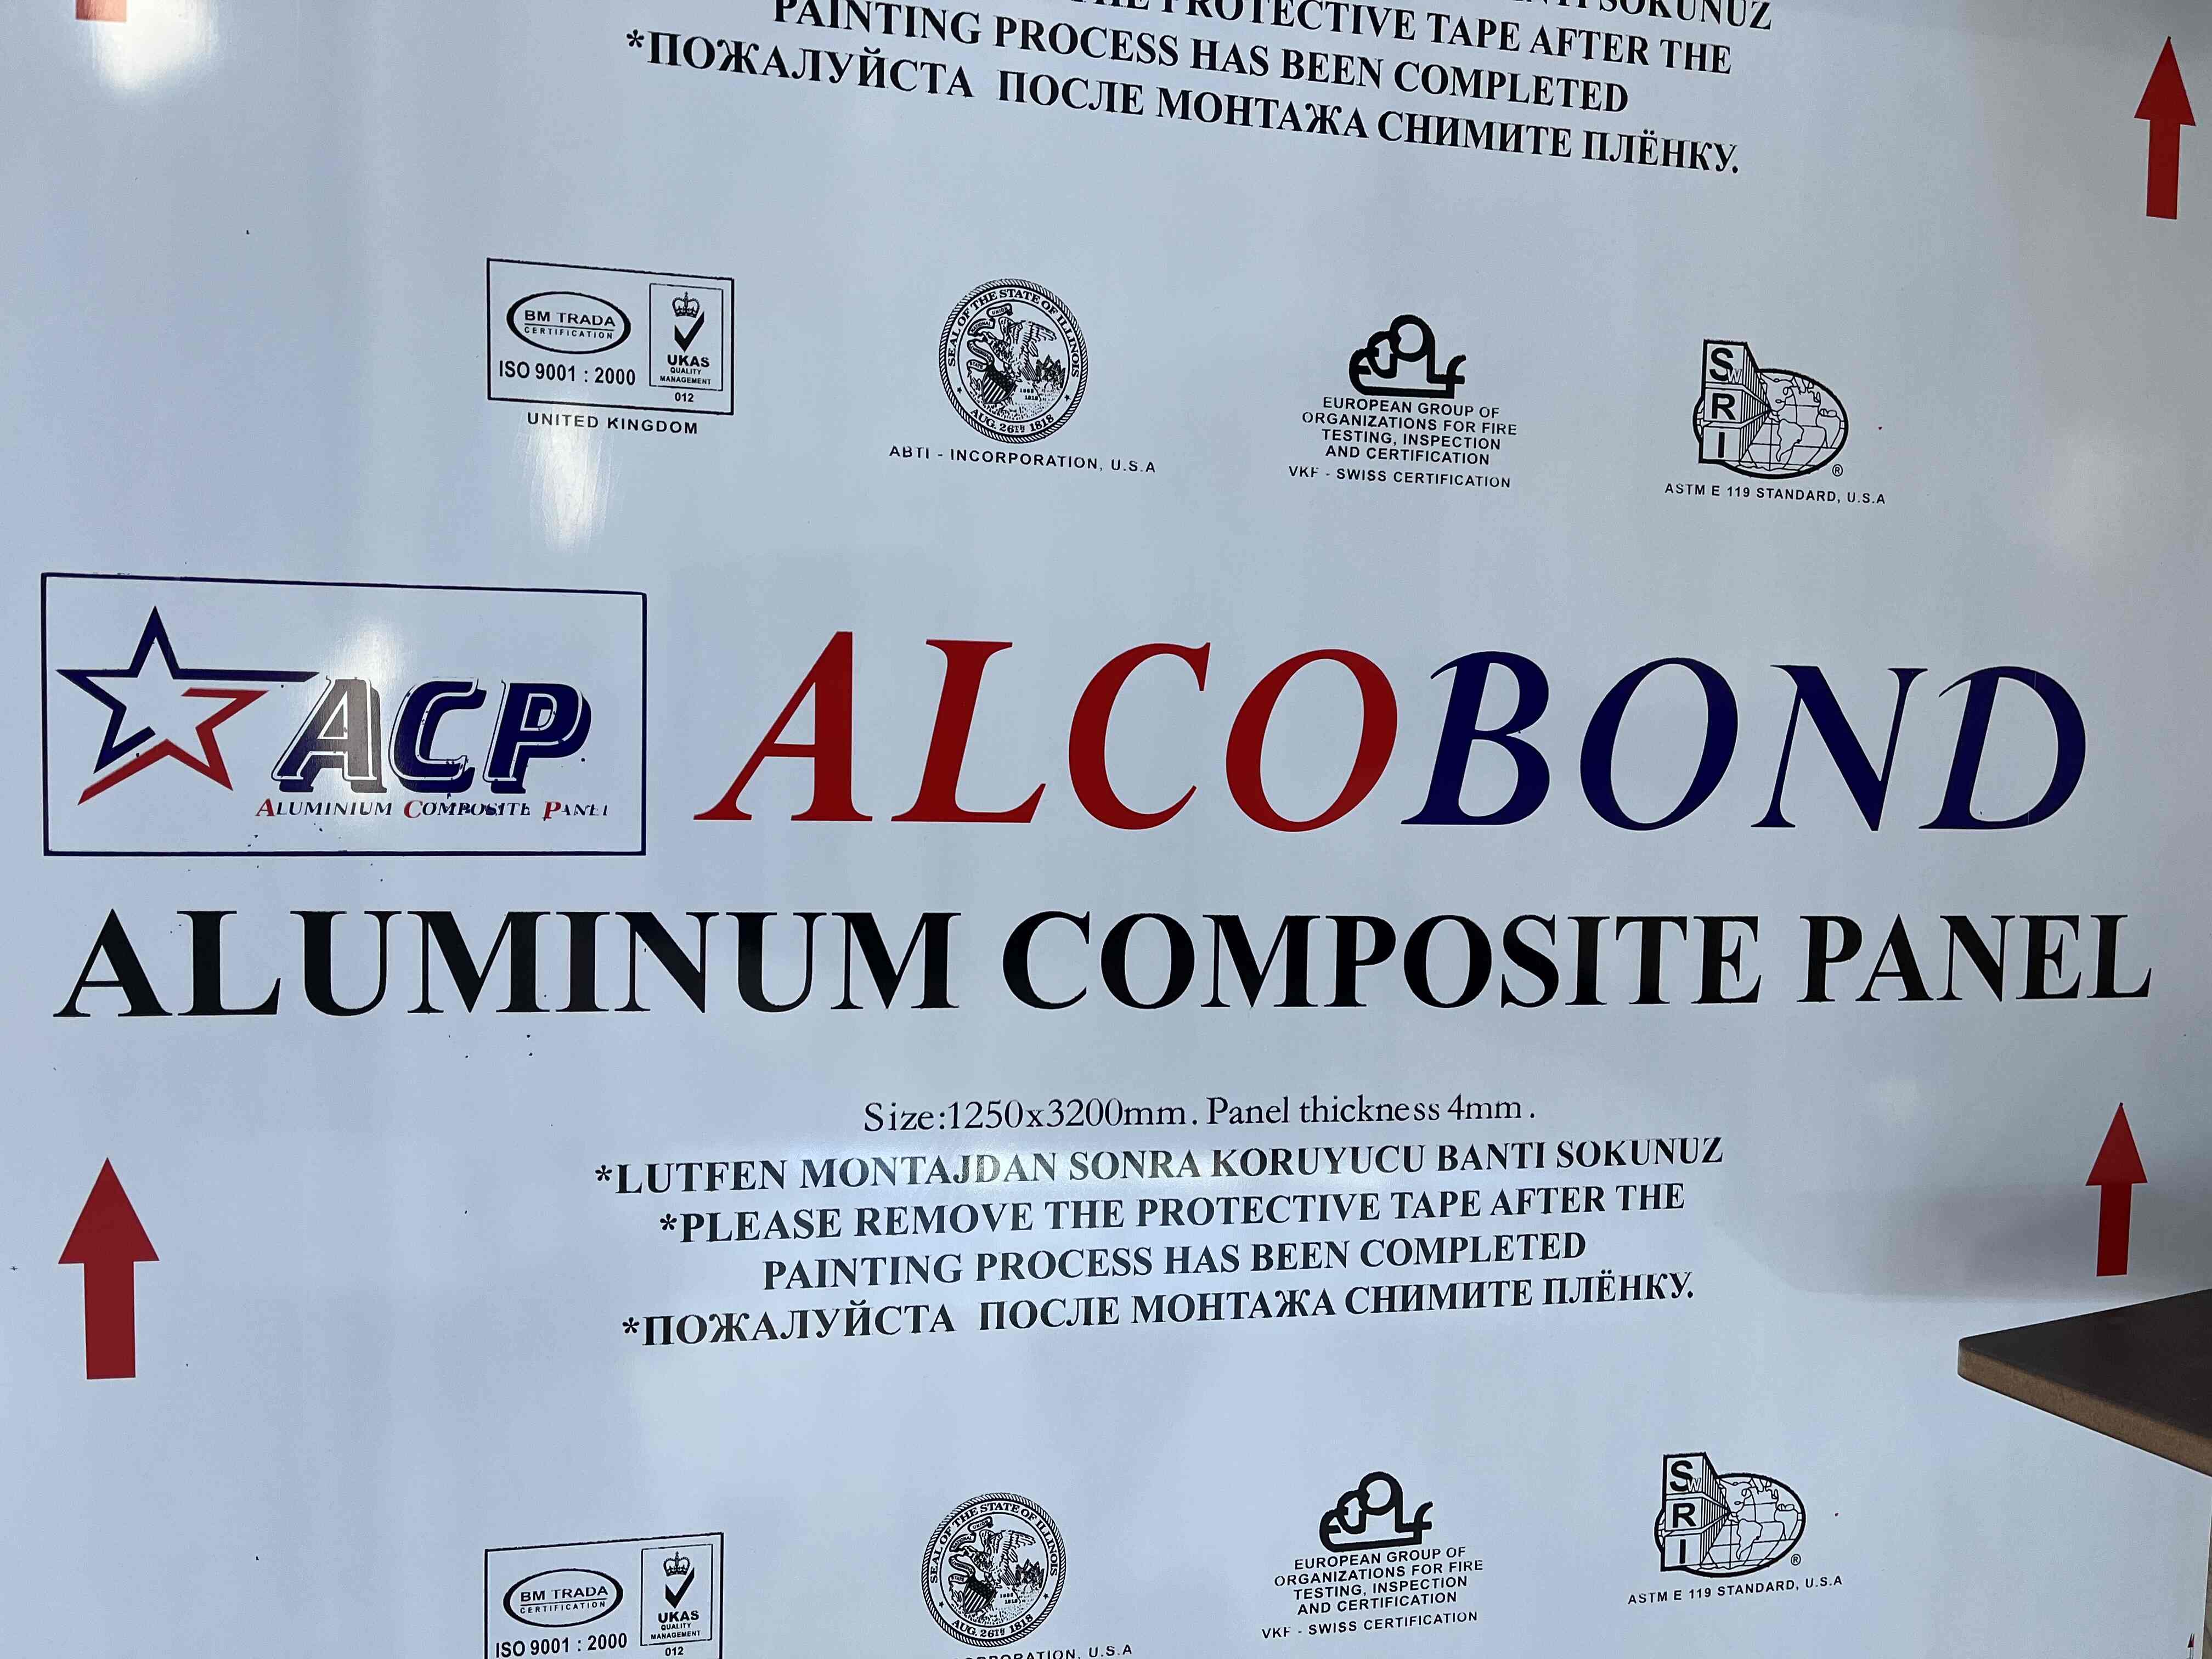 PROTECTIVE TAPE AFTER THE
PAINTING PROCESS HAS BEEN COMPLETED
*ПОЖАЛУЙСТА ПОСЛЕ МОНТАЖА СНИМИТЕ ПЛЁНКУ.
BM TRADA
CERTIFICATION
ISO 9001 : 2000
UKAS
QUALITY
MANAGEMENT
012
UNITED KINGDOM
SEAL OF THE STATE OF ILLINOIS
AUG. 26TH 1818
ABTI - INCORPORATION, U.S.A
EUROPEAN GROUP OF
ORGANIZATIONS FOR FIRE
TESTING, INSPECTION
AND CERTIFICATION
VKF - SWISS CERTIFICATION
SwRI
®
ASTM E 119 STANDARD, U.S.A
ACP
ALUMINIUM COMPOSITE PANEL
ALCOBOND
ALUMINUM COMPOSITE PANEL
Size:1250x3200mm. Panel thickness 4mm.
*LUTFEN MONTAJDAN SONRA KORUYUCU BANTI SOKUNUZ
*PLEASE REMOVE THE PROTECTIVE TAPE AFTER THE
PAINTING PROCESS HAS BEEN COMPLETED
*ПОЖАЛУЙСТА ПОСЛЕ МОНТАЖА СНИМИТЕ ПЛЁНКУ.
BM TRADA
CERTIFICATION
ISO 9001 : 2000
UKAS
QUALITY
MANAGEMENT
012
SEAL OF THE STATE OF ILLINOIS
AUG. 26TH 1818
U.S.A
EUROPEAN GROUP OF
ORGANIZATIONS FOR FIRE
TESTING, INSPECTION
AND CERTIFICATION
VKF - SWISS CERTIFICATION
SwRI
®
ASTM E 119 STANDARD, U.S.A